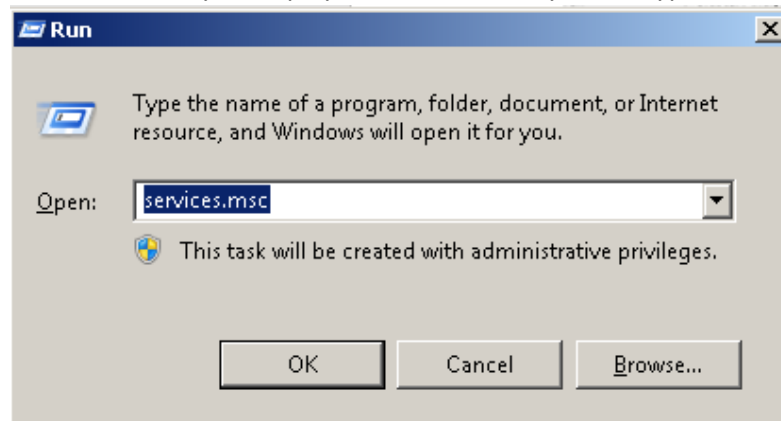 Run
Type the name of a program, folder, document, or Internet
resource, and Windows will open it for you.
Open: services.msc
This task will be created with administrative privileges.
OK Cancel Browse...